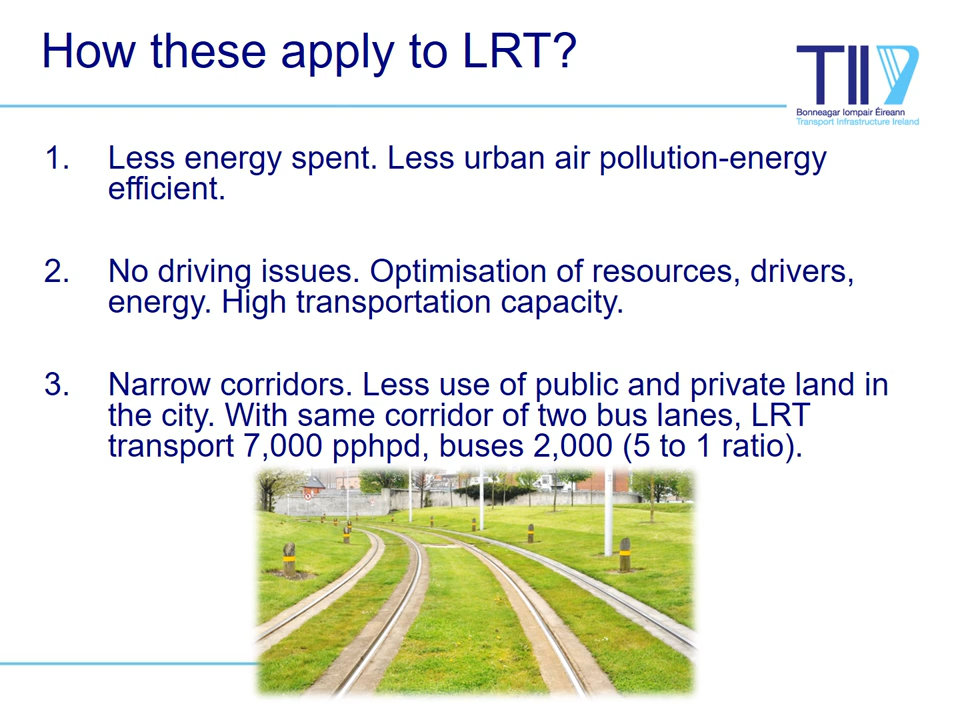 How these apply to LRT?
TII
Bonneagar Iompair Éireann
Transport Infrastructure Ireland
1. Less energy spent. Less urban air pollution-energy
efficient.
2. No driving issues. Optimisation of resources, drivers,
energy. High transportation capacity.
3. Narrow corridors. Less use of public and private land in
the city. With same corridor of two bus lanes, LRT
transport 7,000 pphpd, buses 2,000 (5 to 1 ratio).